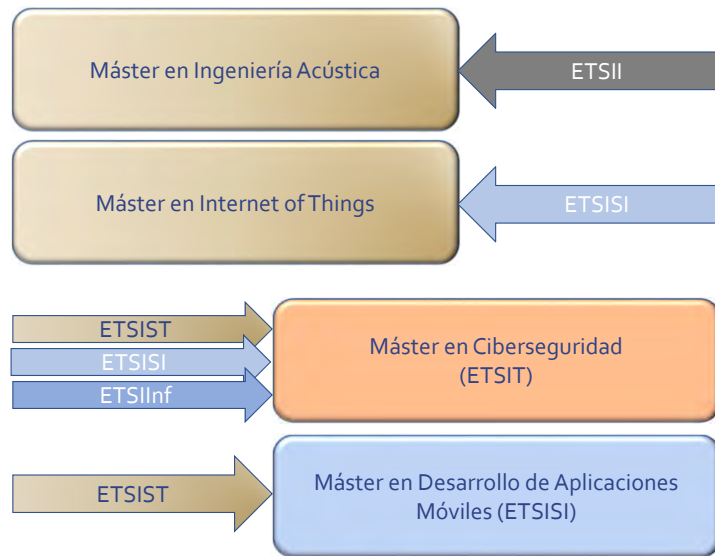 Máster en Ingeniería Acústica
ETSII
Máster en Internet of Things
ETSISI
ETSIST
ETSISI
ETSIInf
Máster en Ciberseguridad
(ETSIT)
ETSIST
Máster en Desarrollo de Aplicaciones
Móviles (ETSISI)